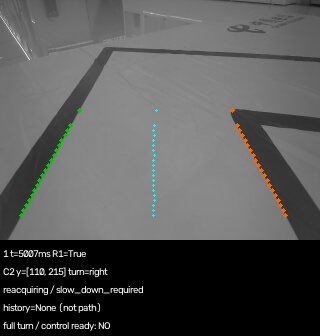 1 t=5007ms R1=True
C2 y=[110, 215] turn=right
reacquiring / slow_down_required
history=None (not path)
full turn / control ready: NO